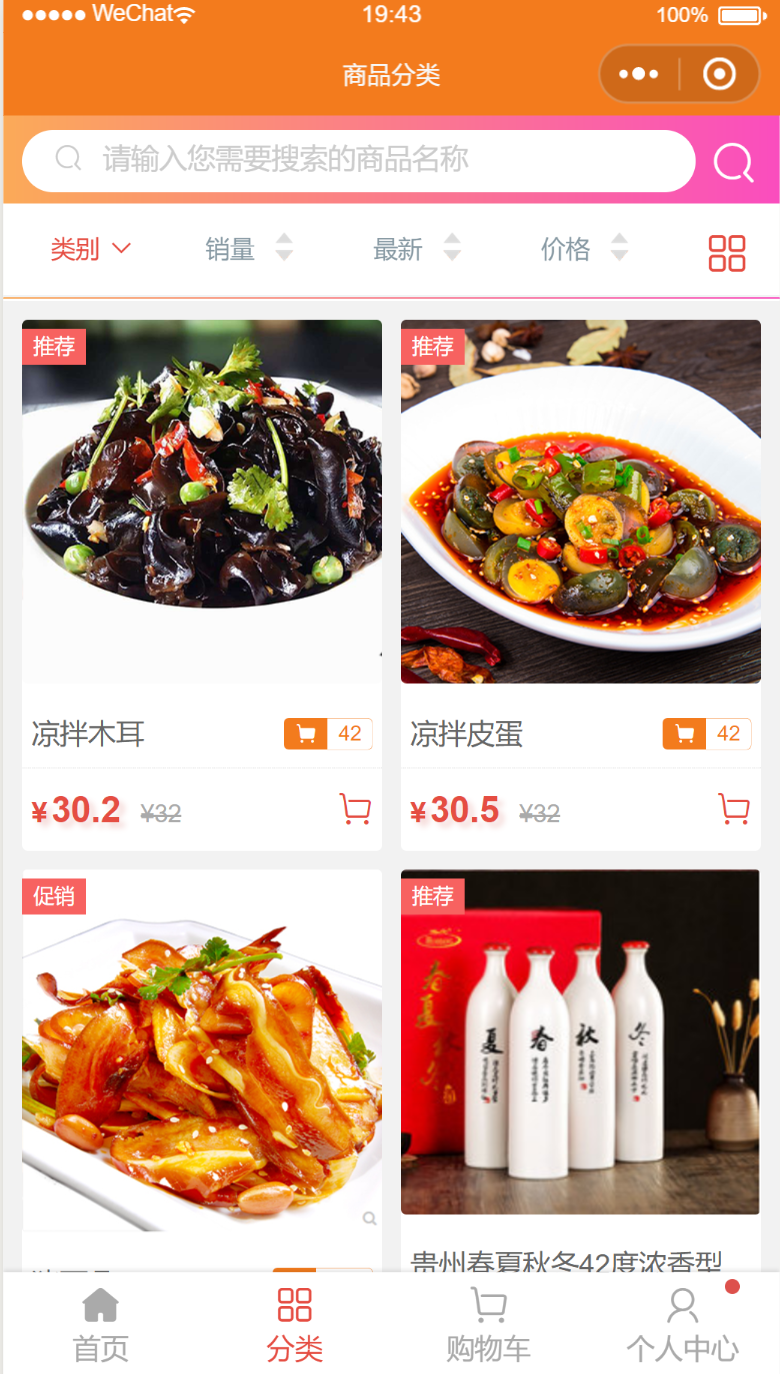 WeChat 19:43 100%
商品分类
请输入您需要搜索的商品名称
类别 销量 最新 价格
推荐 推荐
凉拌木耳 42 凉拌皮蛋 42
¥30.2 ¥32 ¥30.5 ¥32
促销 推荐
春夏秋冬
夏 春 秋 冬
贵州春夏秋冬42度浓香型
首页 分类 购物车 个人中心